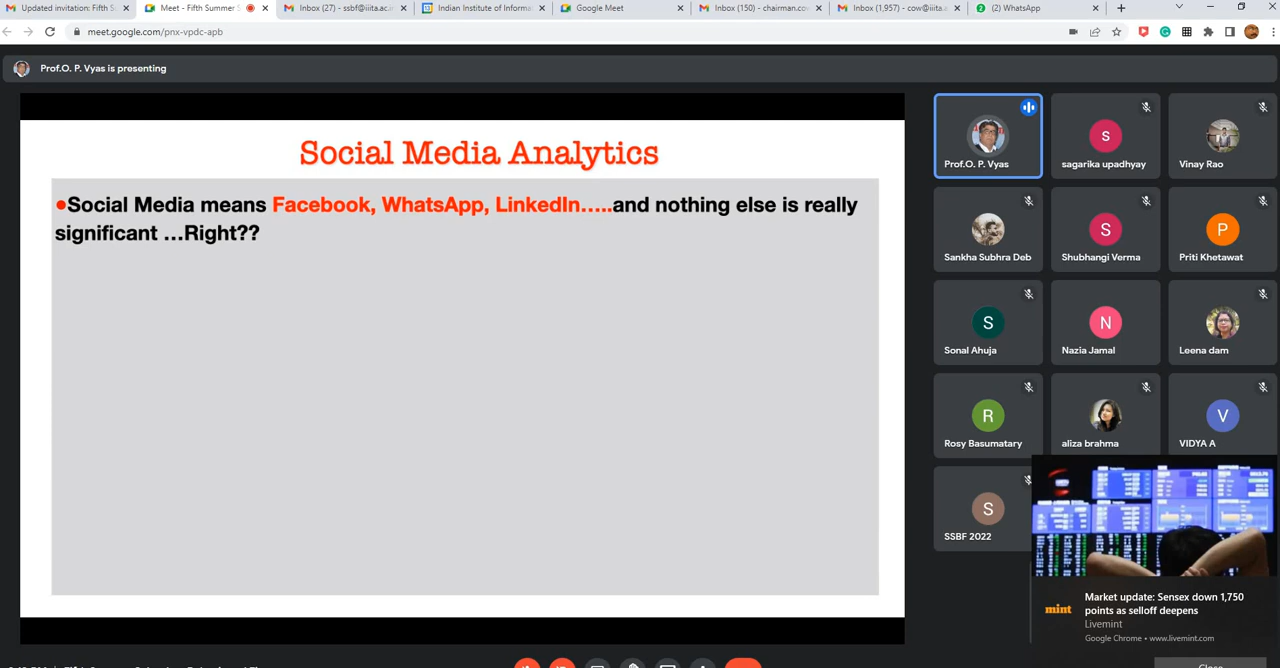 Updated invitation: Fifth S
Meet - Fifth Summer S
Inbox (27) - ssbf@iiita.ac.in
Indian Institute of Informa
Google Meet
Inbox (150) - chairman.cow
Inbox (1,957) - cow@iiita.a
(2) WhatsApp
meet.google.com/pnx-vpdc-apb
Prof.O. P. Vyas is presenting
Social Media Analytics
●Social Media means Facebook, WhatsApp, LinkedIn.....and nothing else is really
significant ...Right??
Prof.O. P. Vyas
S
sagarika upadhyay
Vinay Rao
Sankha Subhra Deb
S
Shubhangi Verma
P
Priti Khetawat
S
Sonal Ahuja
N
Nazia Jamal
Leena dam
R
Rosy Basumatary
aliza brahma
V
VIDYA A
S
SSBF 2022
mint
Market update: Sensex down 1,750
points as selloff deepens
Livemint
Google Chrome • www.livemint.com
Close